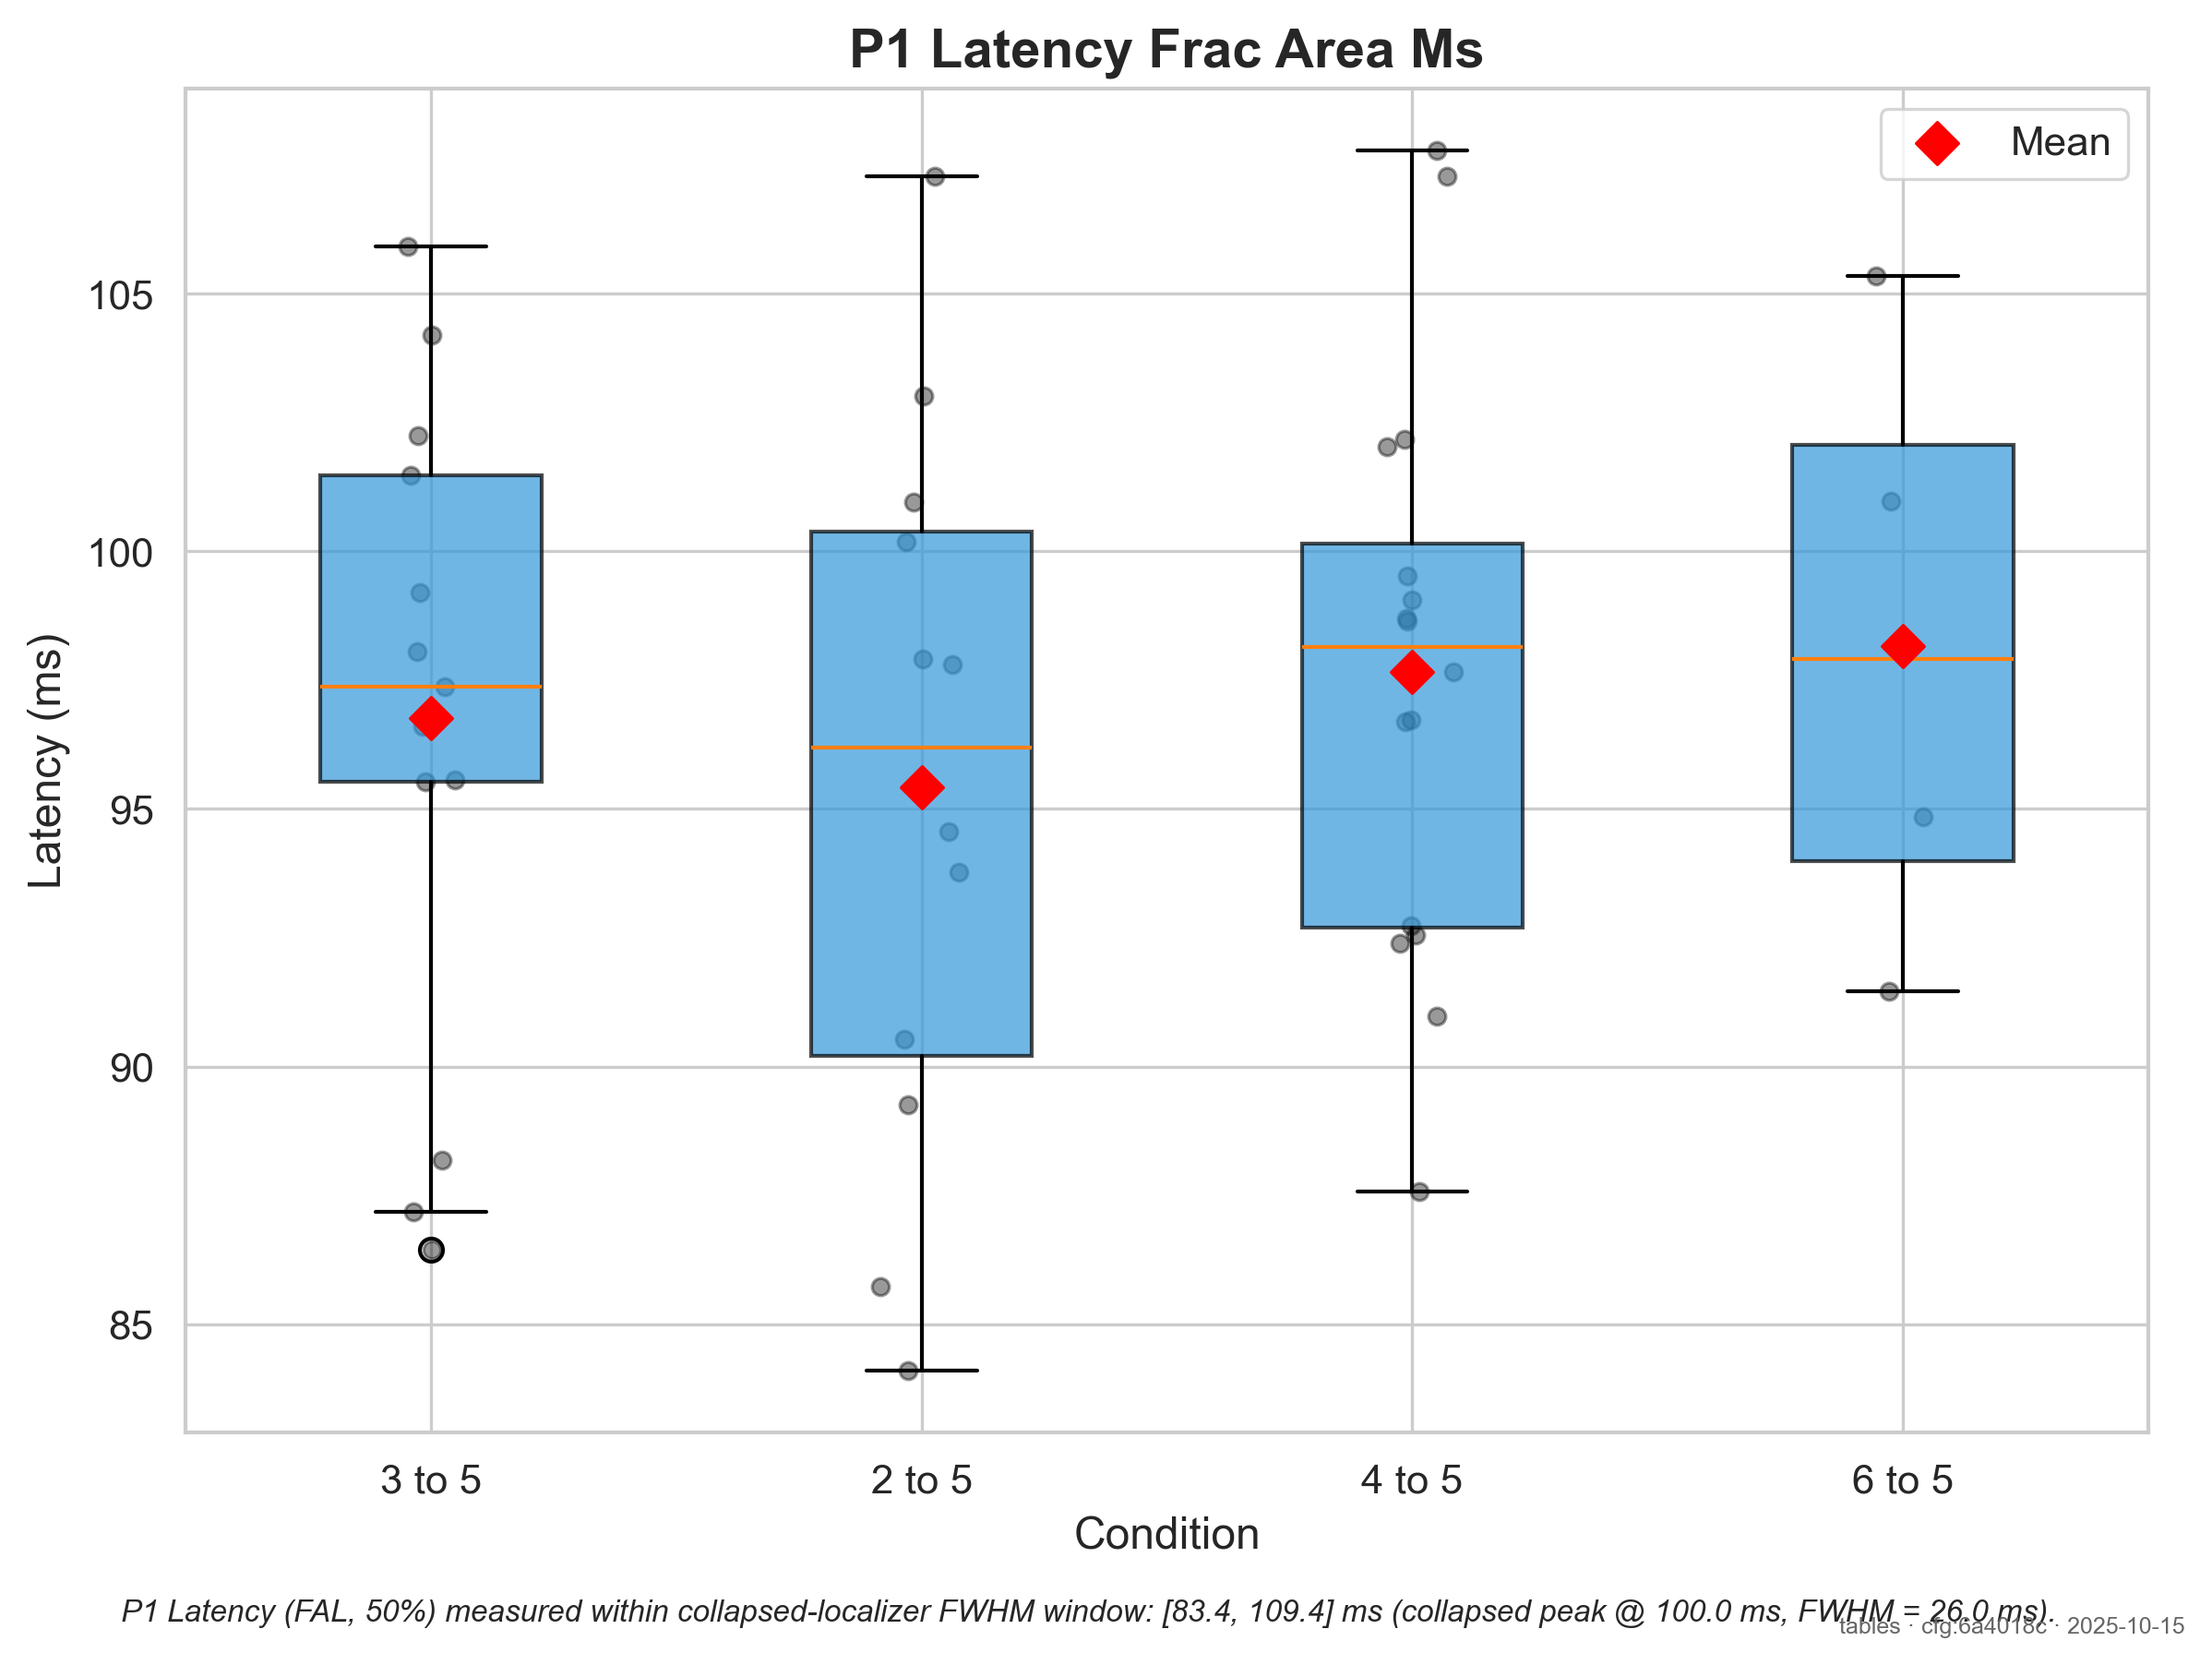 P1 Latency Frac Area Ms
Mean
Latency (ms)
105
100
95
90
85
3 to 5
2 to 5
4 to 5
6 to 5
Condition
P1 Latency (FAL, 50%) measured within collapsed-localizer FWHM window: [83.4, 109.4] ms (collapsed peak @ 100.0 ms, FWHM = 26.0 ms).
tables · cfg:6a4018c · 2025-10-15